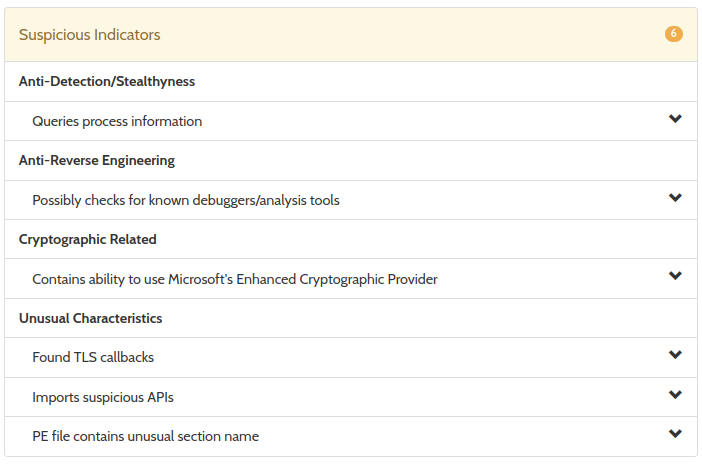 Suspicious Indicators
6
Anti-Detection/Stealthyness
Queries process information
Anti-Reverse Engineering
Possibly checks for known debuggers/analysis tools
Cryptographic Related
Contains ability to use Microsoft's Enhanced Cryptographic Provider
Unusual Characteristics
Found TLS callbacks
Imports suspicious APIs
PE file contains unusual section name